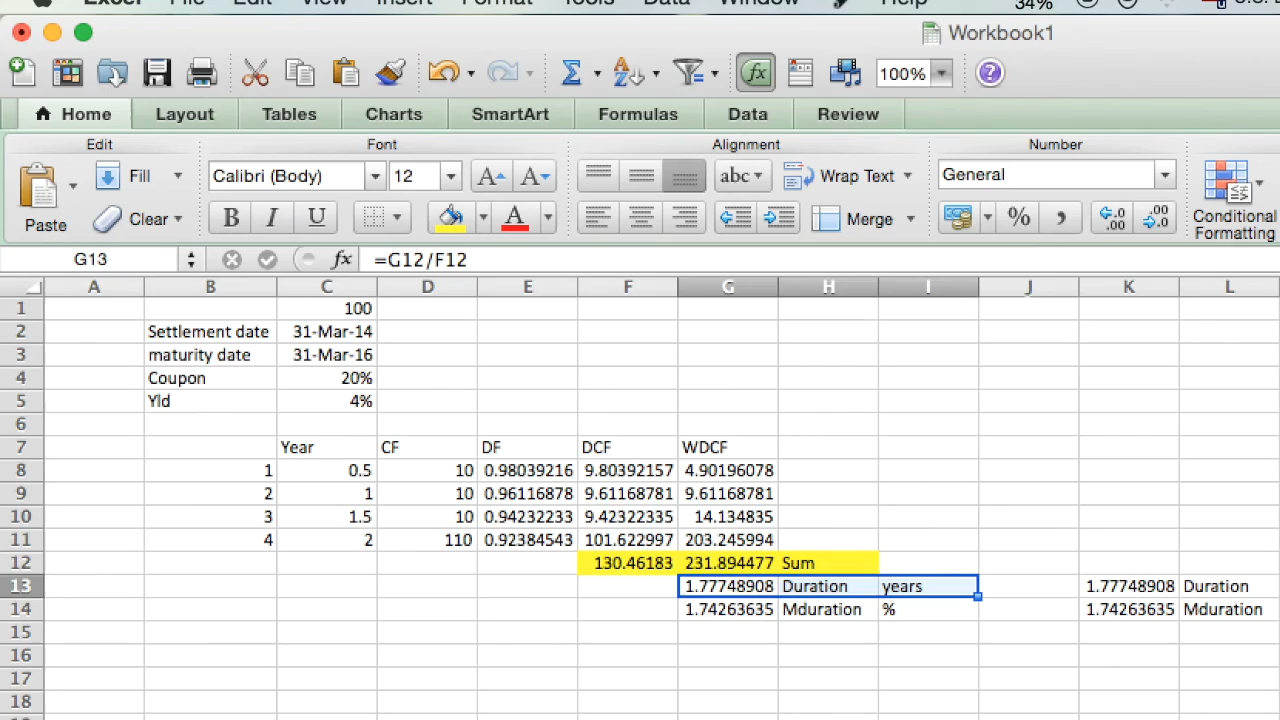 Excel File Edit View Insert Format Tools Data Window Help 34%
Workbook1
100%
Home Layout Tables Charts SmartArt Formulas Data Review
Edit Font Alignment Number
Fill Calibri (Body) 12 A A abc Wrap Text General
Paste Clear B I U A Merge % Conditional Formatting
G13 fx =G12/F12
A B C D E F G H I J K L
1 100
2 Settlement date 31-Mar-14
3 maturity date 31-Mar-16
4 Coupon 20%
5 Yld 4%
6
7 Year CF DF DCF WDCF
8 1 0.5 10 0.98039216 9.80392157 4.90196078
9 2 1 10 0.96116878 9.61168781 9.61168781
10 3 1.5 10 0.94232233 9.42322335 14.134835
11 4 2 110 0.92384543 101.622997 203.245994
12 130.46183 231.894477 Sum
13 1.77748908 Duration years 1.77748908 Duration
14 1.74263635 Mduration % 1.74263635 Mduration
15
16
17
18